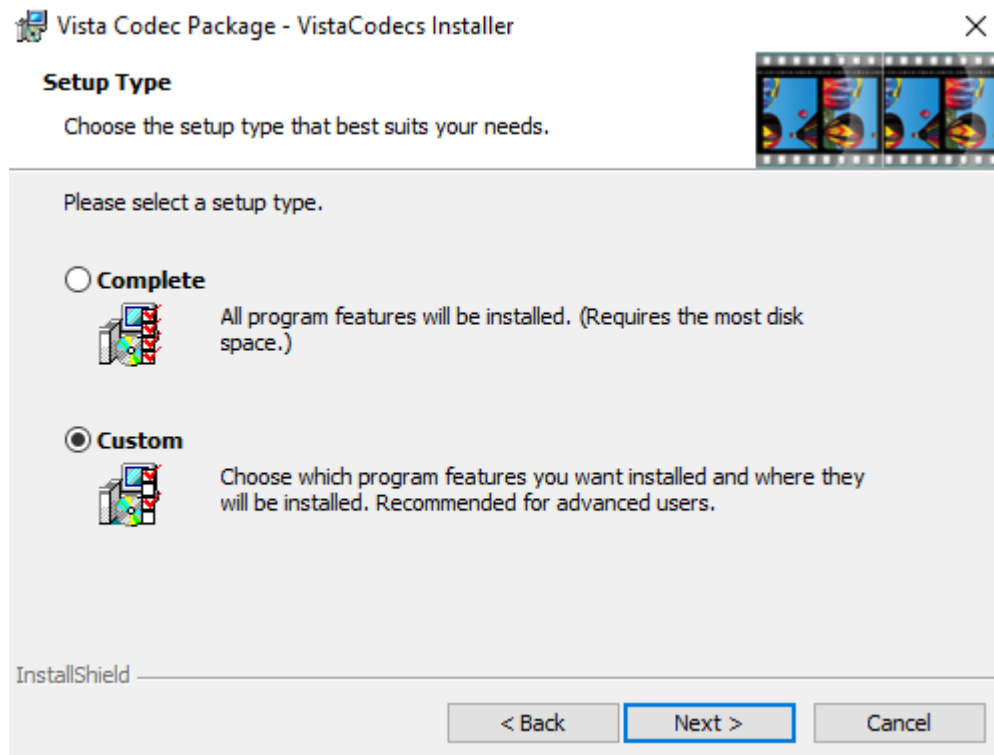 Vista Codec Package - VistaCodecs Installer
Setup Type
Choose the setup type that best suits your needs.
Please select a setup type.
Complete
All program features will be installed. (Requires the most disk
space.)
Custom
Choose which program features you want installed and where they
will be installed. Recommended for advanced users.
InstallShield
< Back
Next >
Cancel